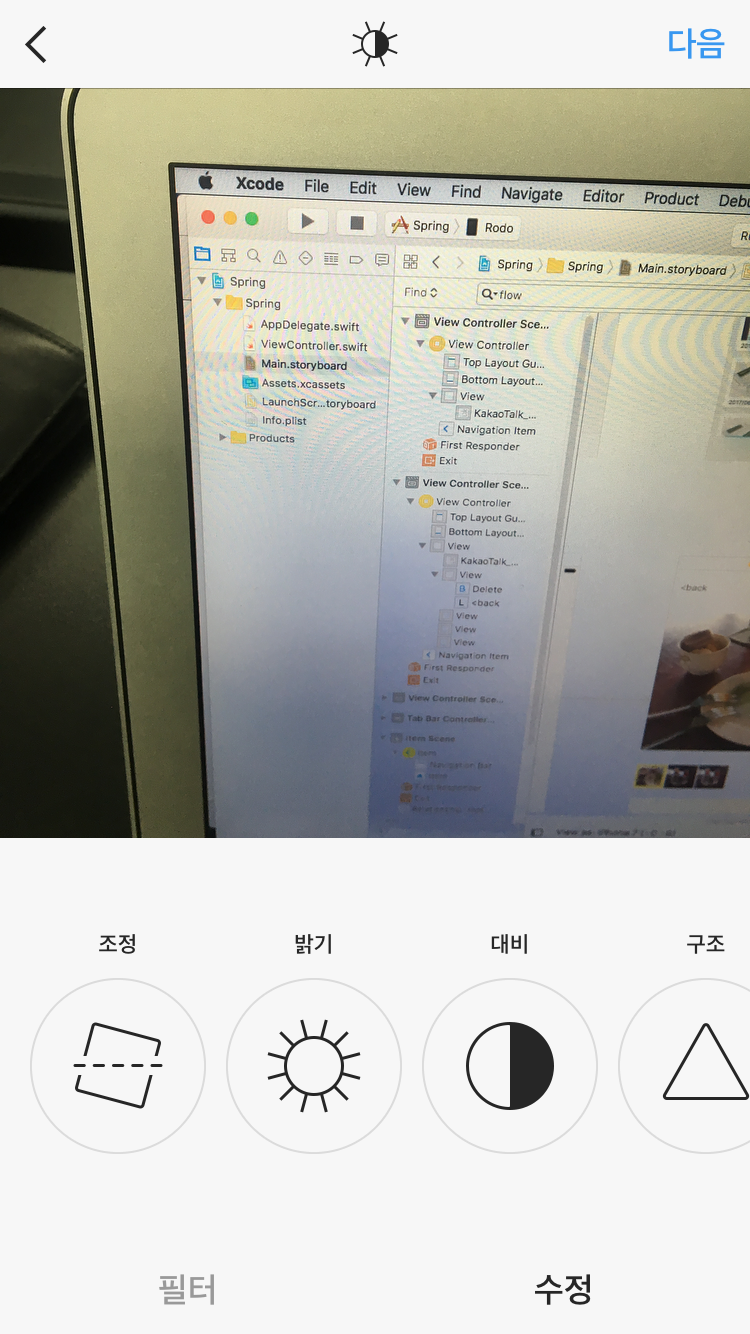 다음
Xcode File Edit View Find Navigate Editor Product Debu
Spring Rodo
Spring Spring Main.storyboard
Find flow
Spring
Spring
AppDelegate.swift
ViewController.swift
Main.storyboard
Assets.xcassets
LaunchScr...toryboard
Info.plist
Products
View Controller Sce...
View Controller
Top Layout Gu...
Bottom Layout...
View
KakaoTalk_...
Navigation Item
First Responder
Exit
View Controller Sce...
View Controller
Top Layout Gu...
Bottom Layout...
View
KakaoTalk_...
View
B Delete
L <back
View
View
View
Navigation Item
First Responder
Exit
View Controller Sce...
Tab Bar Controller...
Item Scene
Navigation Bar
First Responder
Exit
<back
조정 밝기 대비 구조
필터 수정